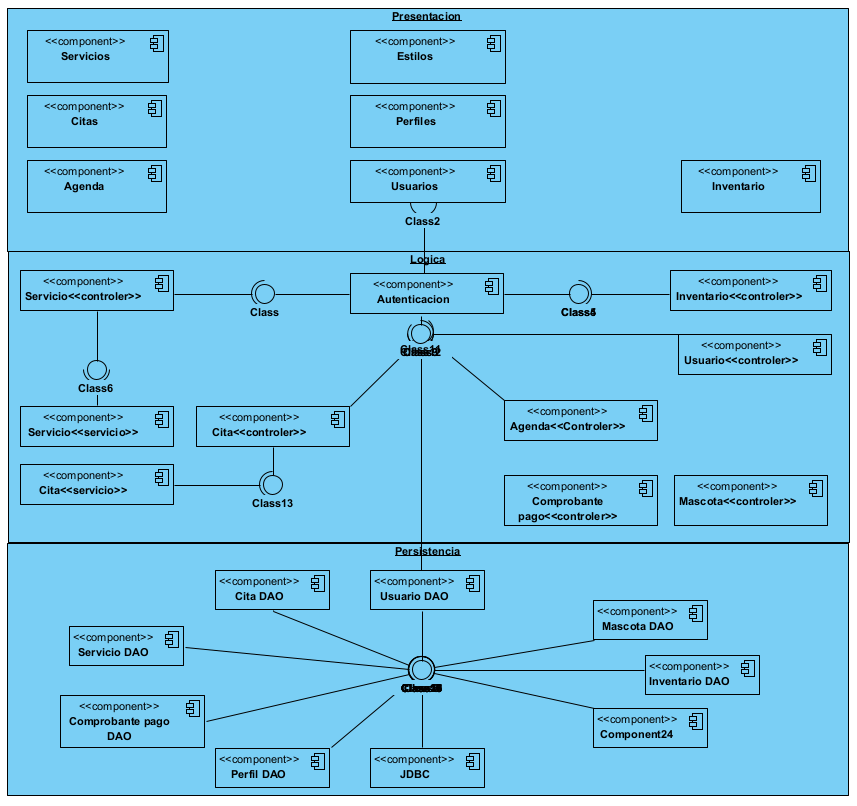 Presentacion
<<component>>
Servicios
<<component>>
Estilos
<<component>>
Citas
<<component>>
Perfiles
<<component>>
Agenda
<<component>>
Usuarios
<<component>>
Inventario
Class2
Logica
<<component>>
Servicio<<controler>>
<<component>>
Autenticacion
<<component>>
Inventario<<controler>>
Class
<<component>>
Usuario<<controler>>
Class6
<<component>>
Servicio<<servicio>>
<<component>>
Cita<<controler>>
<<component>>
Agenda<<Controler>>
<<component>>
Cita<<servicio>>
Class13
<<component>>
Comprobante
pago<<controler>>
<<component>>
Mascota<<controler>>
Persistencia
<<component>>
Cita DAO
<<component>>
Usuario DAO
<<component>>
Mascota DAO
<<component>>
Servicio DAO
<<component>>
Inventario DAO
<<component>>
Comprobante pago
DAO
<<component>>
Component24
<<component>>
Perfil DAO
<<component>>
JDBC